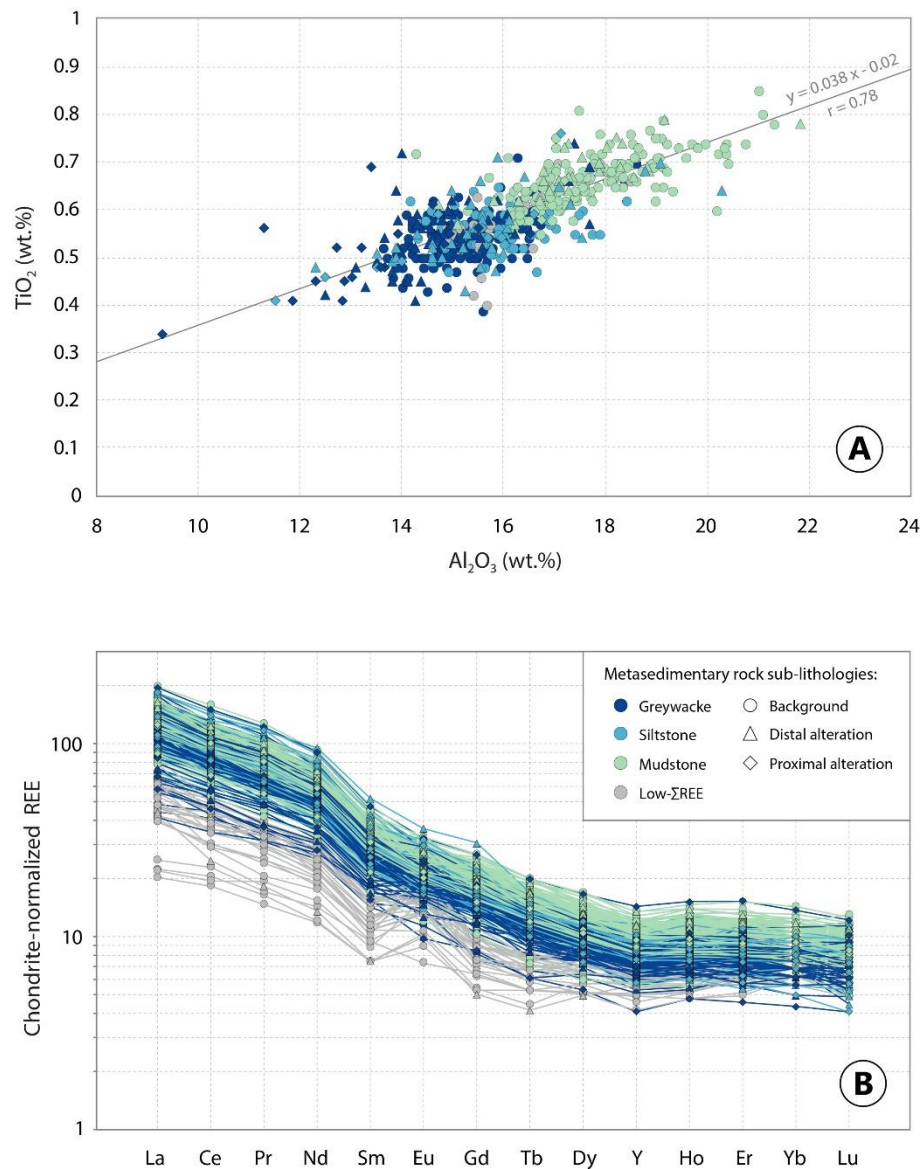 1
0.9
0.8
0.7
0.6
0.5
0.4
0.3
0.2
0.1
0
TiO₂ (wt.%)
y = 0.038 x - 0.02
r = 0.78
A
8 10 12 14 16 18 20 22 24
Al₂O₃ (wt.%)
Chondrite-normalized REE
100
10
1
Metasedimentary rock sub-lithologies:
Greywacke Background
Siltstone Distal alteration
Mudstone Proximal alteration
Low-ΣREE
B
La Ce Pr Nd Sm Eu Gd Tb Dy Y Ho Er Yb Lu